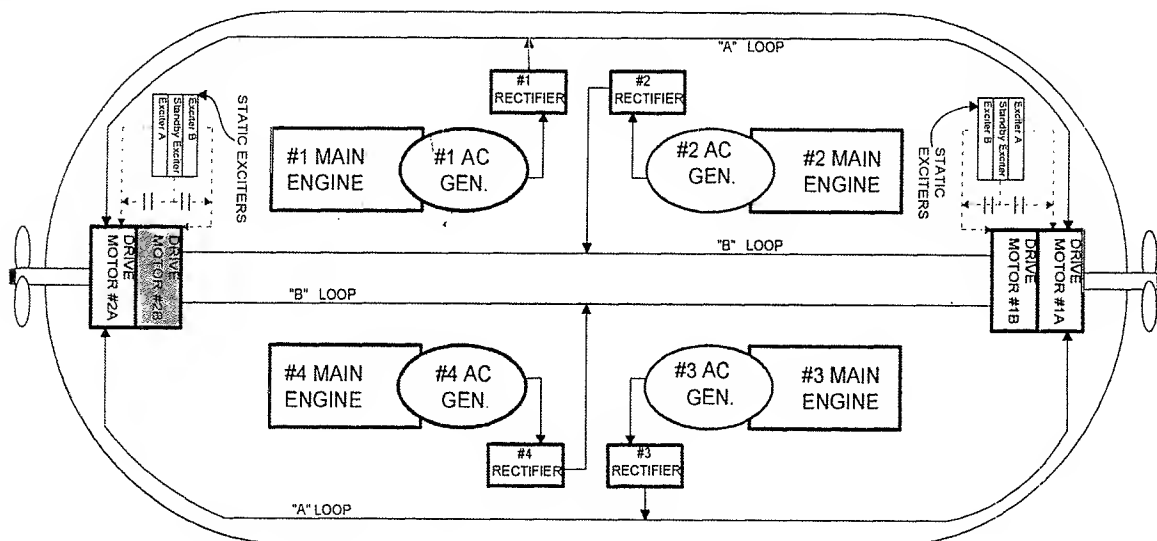 "A" LOOP
#1
RECTIFIER
#2
RECTIFIER
STATIC EXCITERS
Exciter B
Standby Exciter
Exciter A
#1 MAIN
ENGINE
#1 AC
GEN.
#2 AC
GEN.
#2 MAIN
ENGINE
Exciter A
Standby Exciter
Exciter B
STATIC
EXCITERS
DRIVE
MOTOR #2B
DRIVE
MOTOR #2A
"B" LOOP
"B" LOOP
DRIVE
MOTOR #1A
DRIVE
MOTOR #1B
#4 MAIN
ENGINE
#4 AC
GEN.
#3 AC
GEN.
#3 MAIN
ENGINE
#4
RECTIFIER
#3
RECTIFIER
"A" LOOP